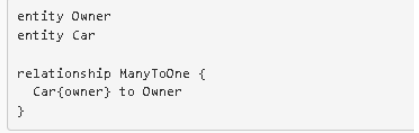 entity Owner
entity Car
relationship ManyToOne {
  Car{owner} to Owner
}